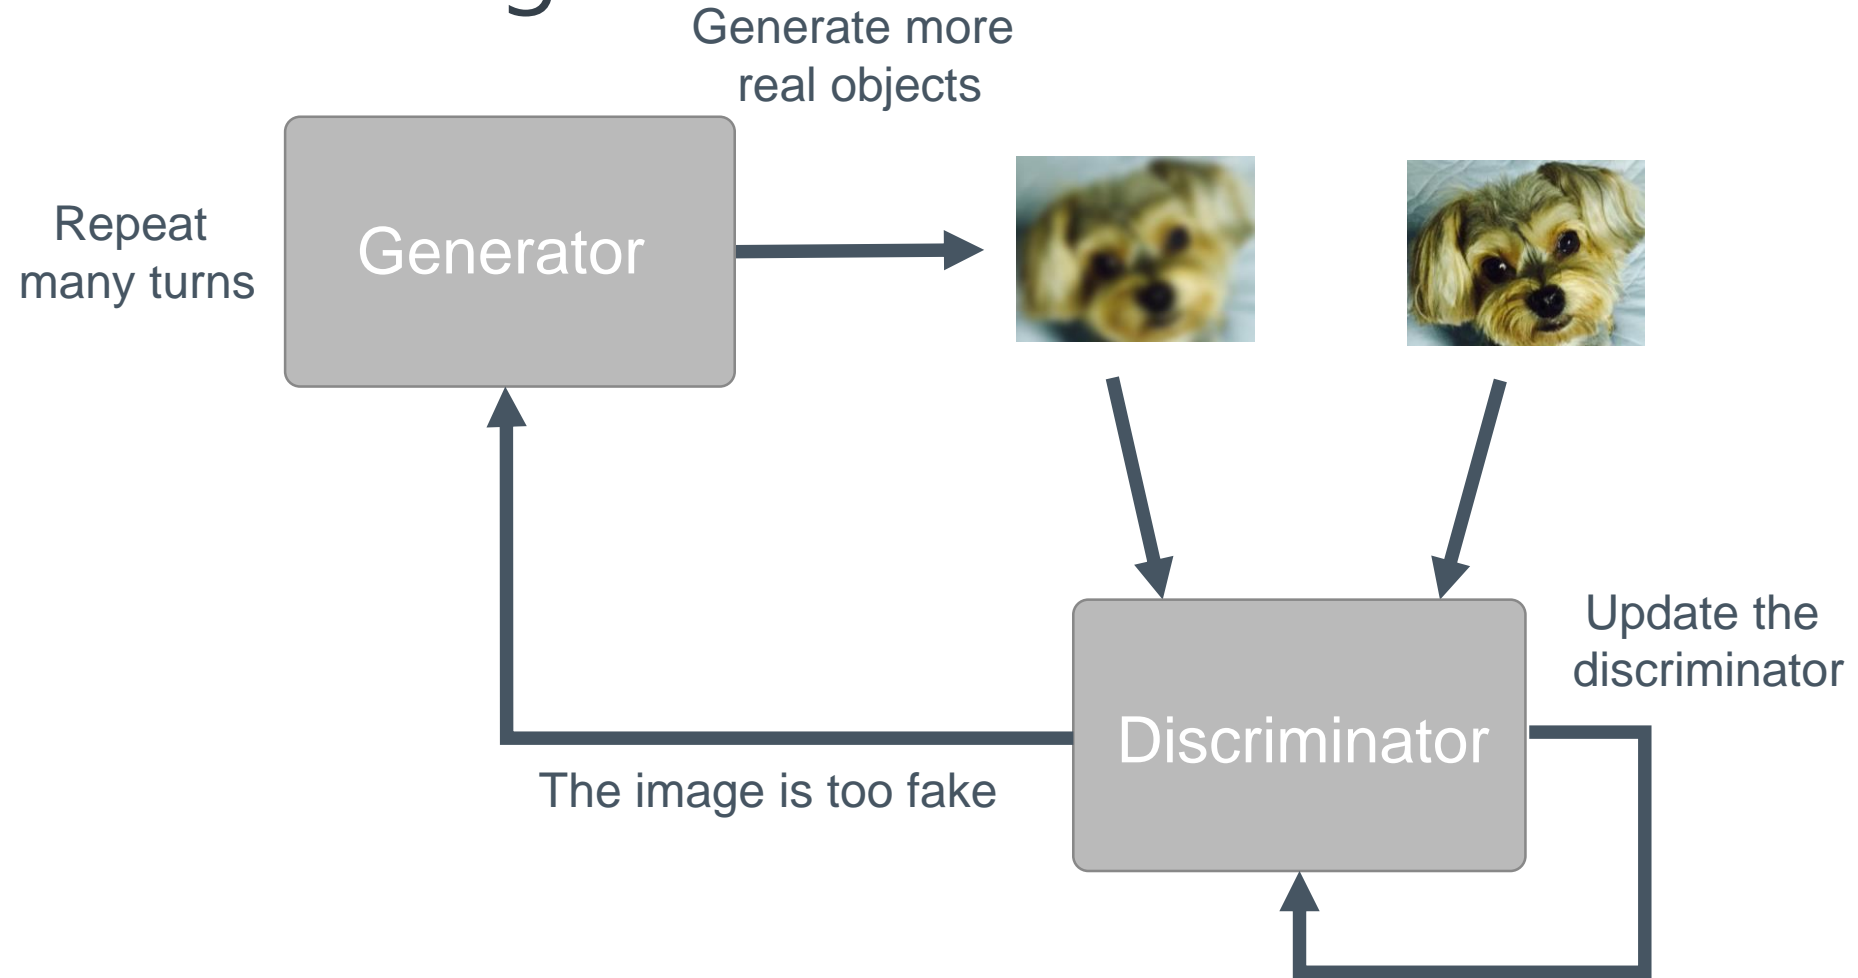 Generate more
real objects
Repeat
many turns
Generator
Update the
discriminator
Discriminator
The image is too fake